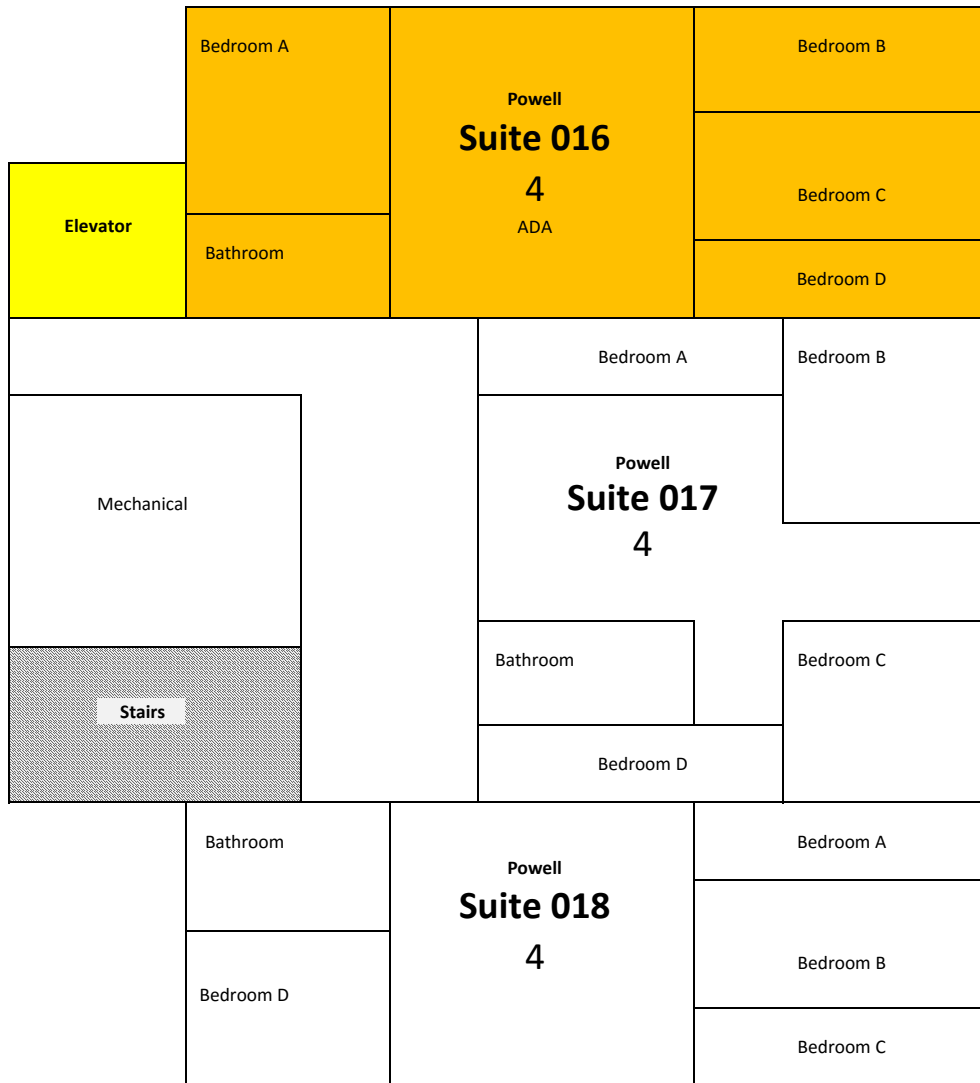 Bedroom A
Bedroom B
Powell
Suite 016
4
ADA
Bedroom C
Elevator
Bathroom
Bedroom D
Bedroom A
Bedroom B
Powell
Suite 017
4
Mechanical
Bathroom
Bedroom C
Stairs
Bedroom D
Bathroom
Bedroom A
Powell
Suite 018
4
Bedroom B
Bedroom D
Bedroom C